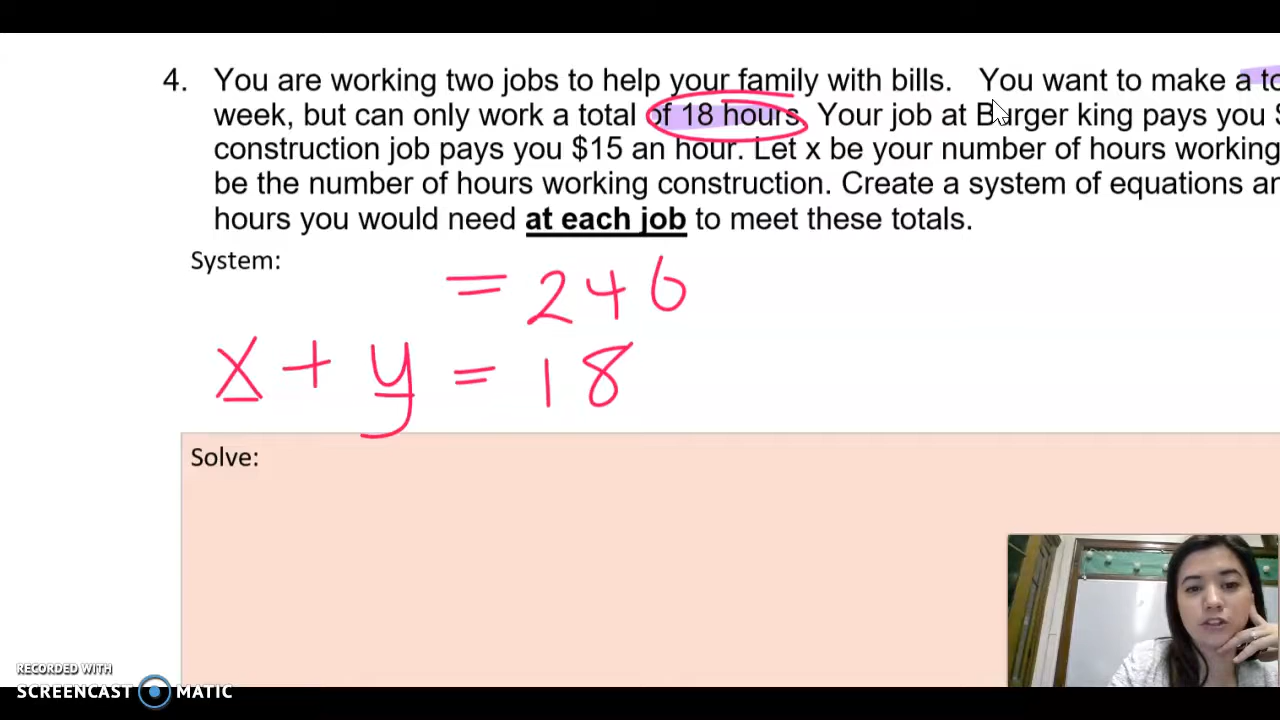 4. You are working two jobs to help your family with bills. You want to make a
week, but can only work a total of 18 hours. Your job at Burger king pays you
construction job pays you $15 an hour. Let x be your number of hours working
be the number of hours working construction. Create a system of equations
hours you would need at each job to meet these totals.
System:
= 246
x + y = 18
Solve:
RECORDED WITH
SCREENCAST MATIC